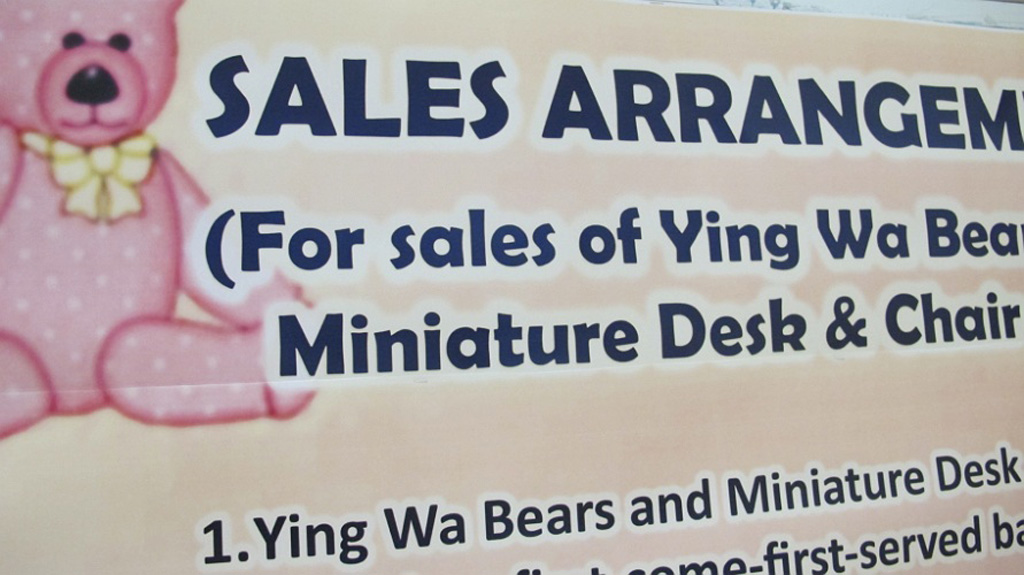 SALES ARRANGEM
(For sales of Ying Wa Bea
Miniature Desk & Chair
1.Ying Wa Bears and Miniature Desk
first-come-first-served ba